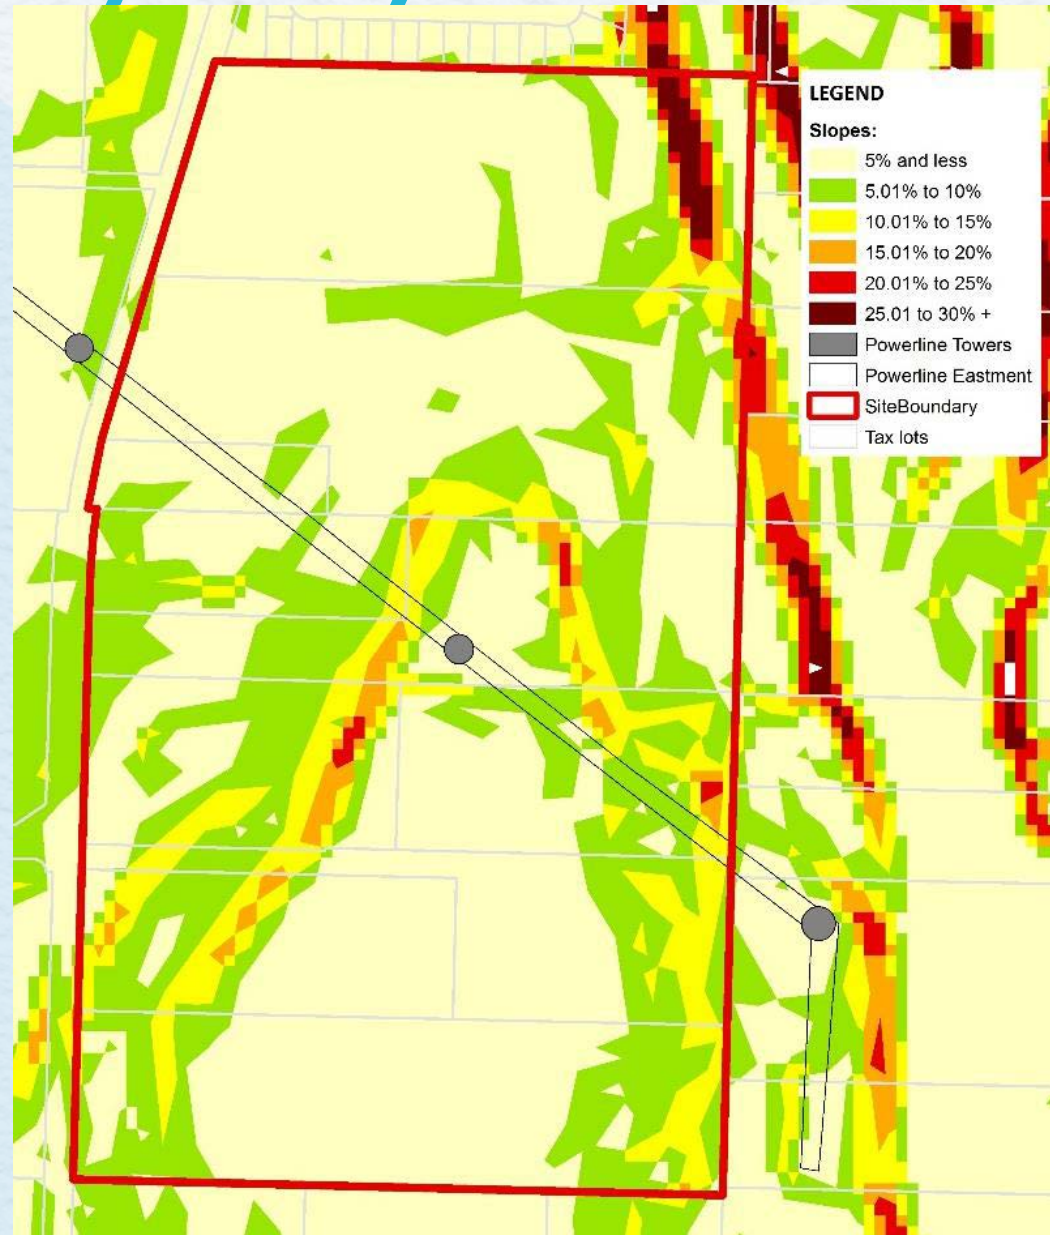 LEGEND
Slopes:
5% and less
5.01% to 10%
10.01% to 15%
15.01% to 20%
20.01% to 25%
25.01 to 30% +
Powerline Towers
Powerline Eastment
SiteBoundary
Tax lots